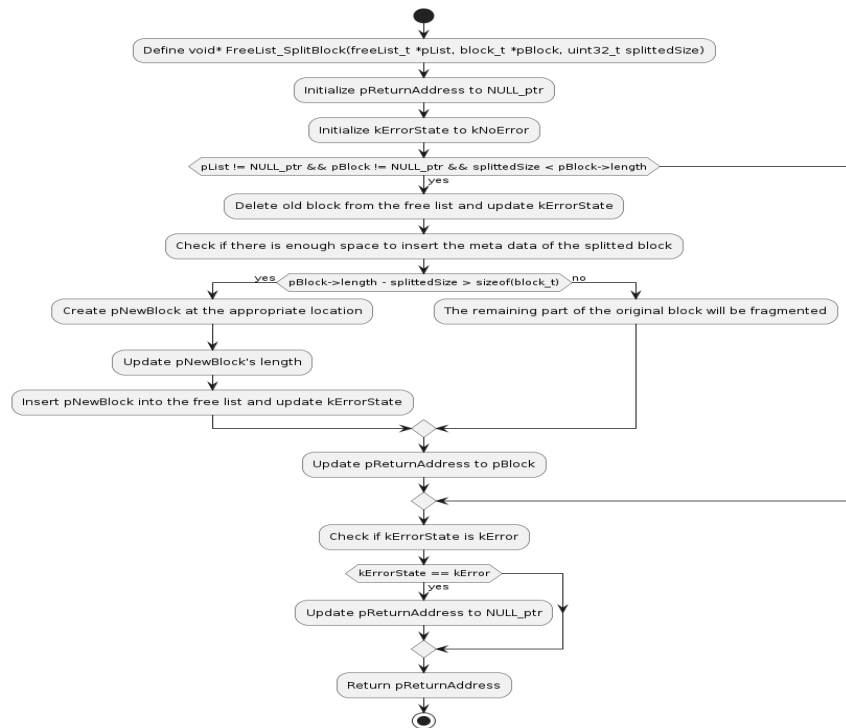 Define void* FreeList_SplitBlock(freeList_t *pList, block_t *pBlock, uint32_t splittedSize)
Initialize pReturnAddress to NULL_ptr
Initialize kErrorState to kNoError
pList != NULL_ptr && pBlock != NULL_ptr && splittedSize < pBlock->length
yes
Delete old block from the free list and update kErrorState
Check if there is enough space to insert the meta data of the splitted block
yes
pBlock->length - splittedSize > sizeof(block_t)
no
Create pNewBlock at the appropriate location
The remaining part of the original block will be fragmented
Update pNewBlock's length
Insert pNewBlock into the free list and update kErrorState
Update pReturnAddress to pBlock
Check if kErrorState is kError
kErrorState == kError
yes
Update pReturnAddress to NULL_ptr
Return pReturnAddress